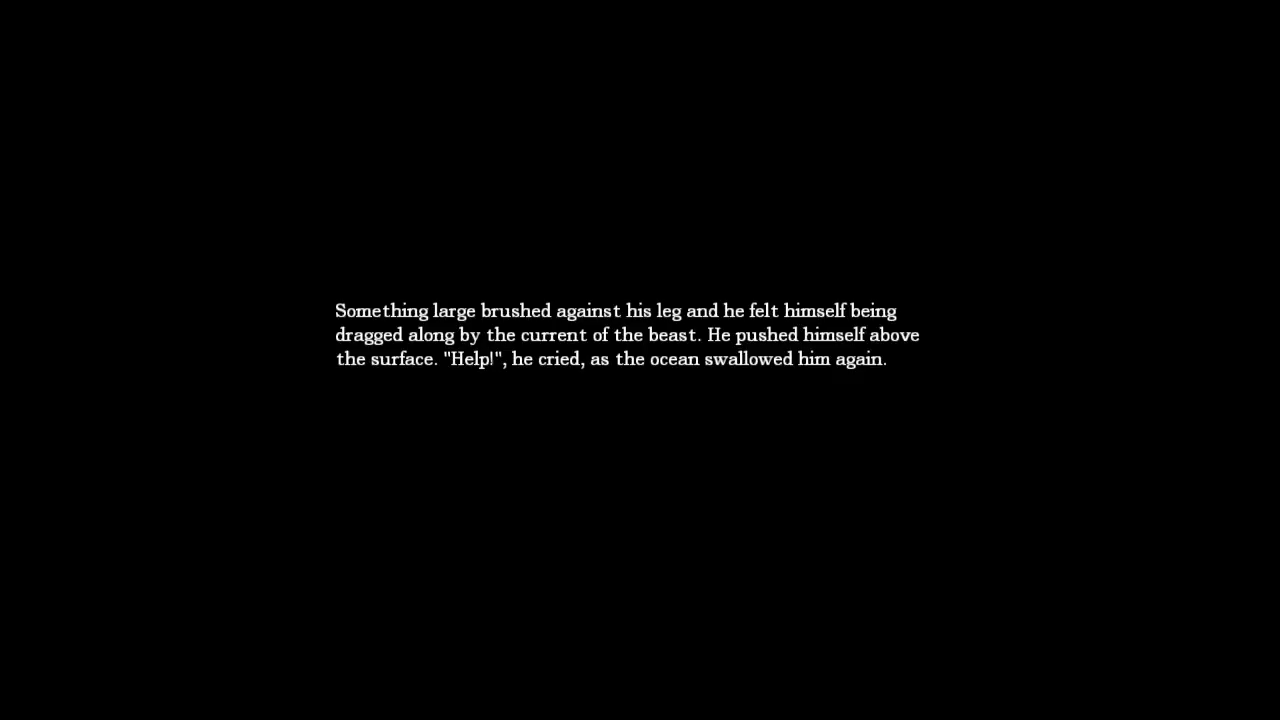 Something large brushed against his leg and he felt himself being
dragged along by the current of the beast. He pushed himself above
the surface. "Help!", he cried, as the ocean swallowed him again.